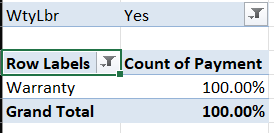 WtyLbr Yes
Row Labels Count of Payment
Warranty 100.00%
Grand Total 100.00%